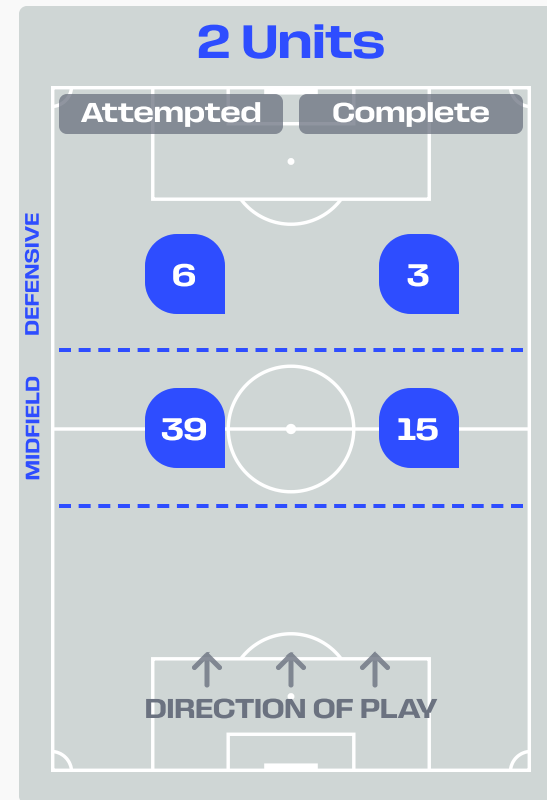 2 Units
Attempted Complete
DEFENSIVE
6 3
MIDFIELD
39 15
DIRECTION OF PLAY